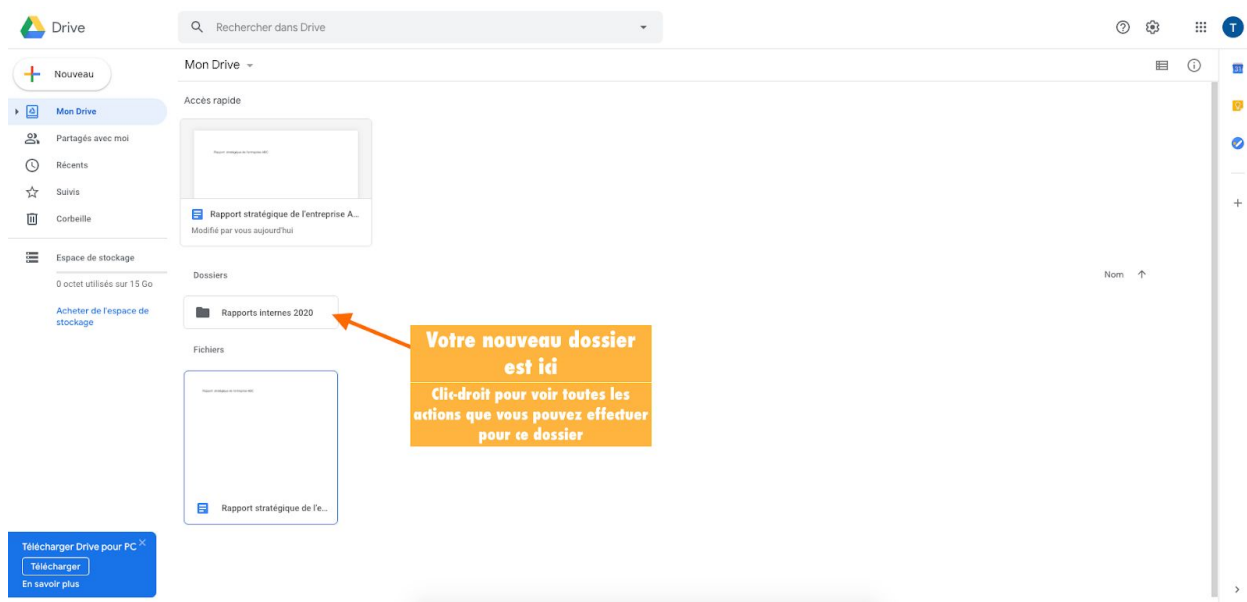 Drive
Rechercher dans Drive
T
Nouveau
Mon Drive
31
Mon Drive
Accès rapide
Partagés avec moi
Récents
Suivis
Corbeille
Rapport stratégique de l'entreprise A...
Modifié par vous aujourd'hui
Espace de stockage
0 octet utilisés sur 15 Go
Acheter de l'espace de
stockage
Dossiers
Nom
Rapports internes 2020
Votre nouveau dossier
est ici
Clic-droit pour voir toutes les
actions que vous pouvez effectuer
pour ce dossier
Fichiers
Rapport stratégique de l'e...
Télécharger Drive pour PC
Télécharger
En savoir plus